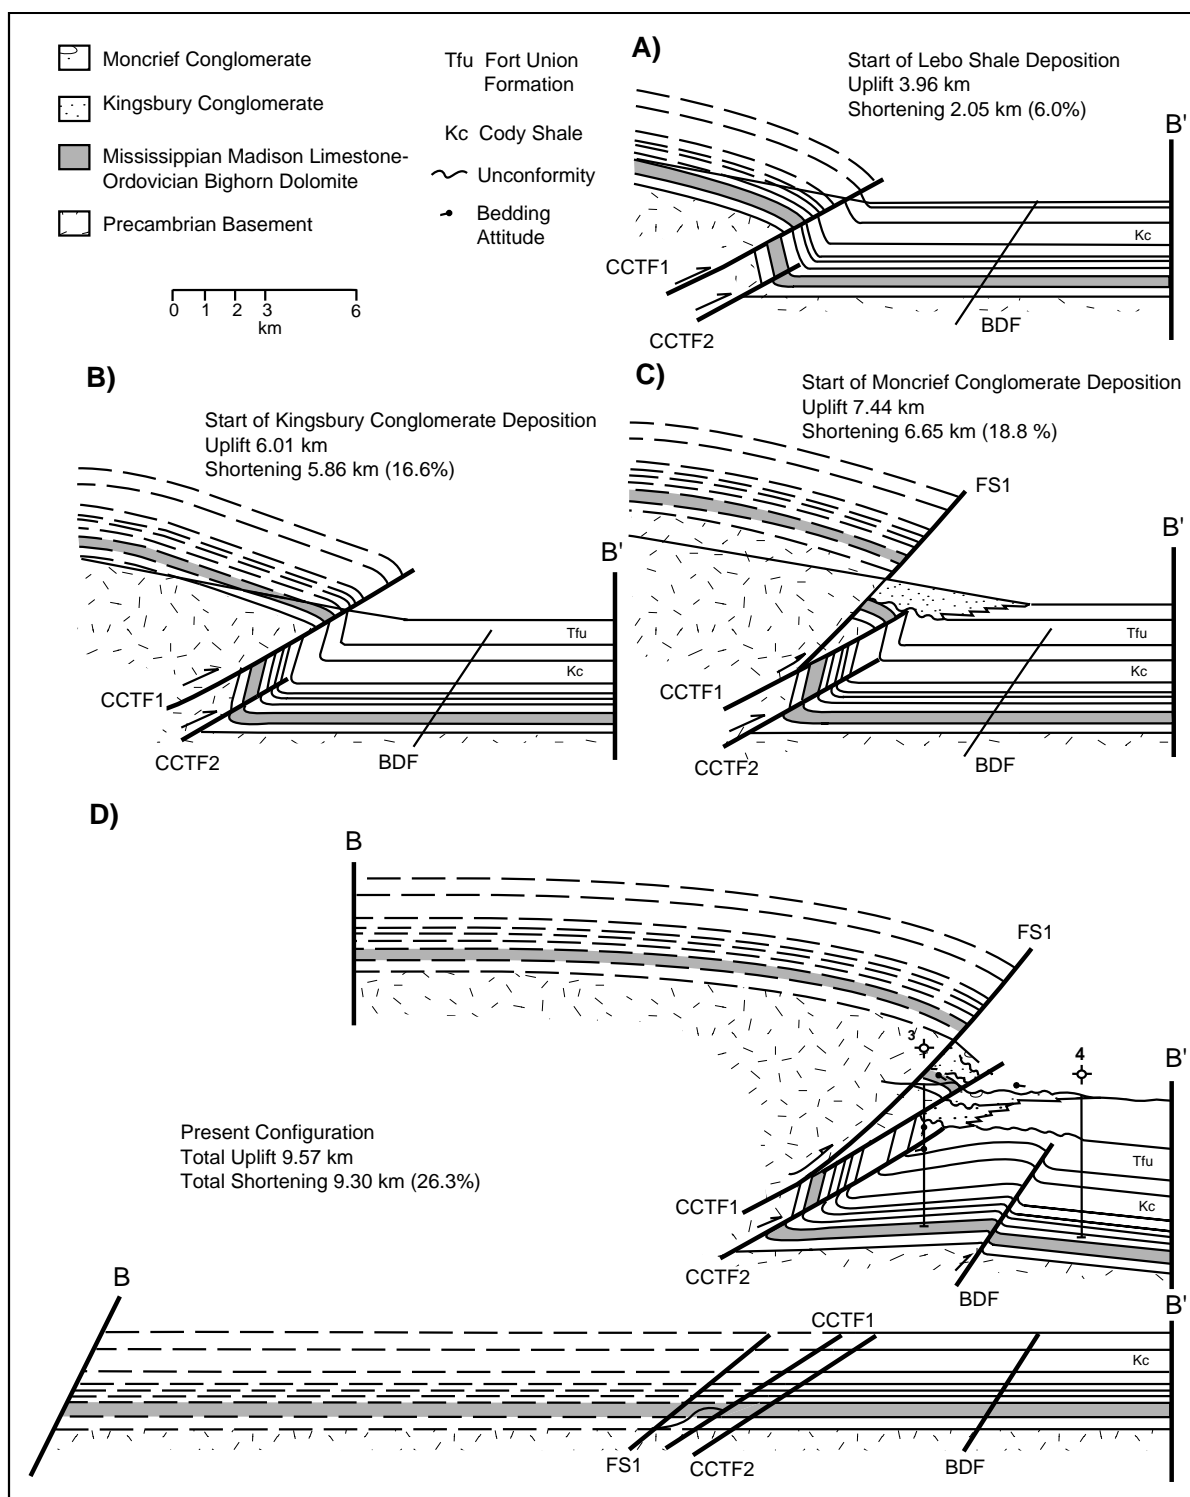 Moncrief Conglomerate
Kingsbury Conglomerate
Mississippian Madison Limestone-
Ordovician Bighorn Dolomite
Precambrian Basement
Tfu Fort Union
Formation
Kc Cody Shale
Unconformity
Bedding
Attitude
0 1 2 3 6
km
A)
Start of Lebo Shale Deposition
Uplift 3.96 km
Shortening 2.05 km (6.0%)
B'
Kc
CCTF1
CCTF2
BDF
B)
Start of Kingsbury Conglomerate Deposition
Uplift 6.01 km
Shortening 5.86 km (16.6%)
B'
Tfu
Kc
CCTF1
CCTF2
BDF
C)
Start of Moncrief Conglomerate Deposition
Uplift 7.44 km
Shortening 6.65 km (18.8 %)
FS1
B'
Tfu
Kc
CCTF1
CCTF2
BDF
D)
B
FS1
3
4
B'
Present Configuration
Total Uplift 9.57 km
Total Shortening 9.30 km (26.3%)
Tfu
Kc
CCTF1
CCTF2
BDF
B
CCTF1
B'
Kc
FS1
CCTF2
BDF